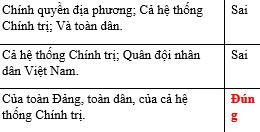 Chính quyền địa phương; Cả hệ thống Sai
Chính trị; Và toàn dân.
Cả hệ thống Chính trị; Quân đội nhân Sai
dân Việt Nam.
Của toàn Đảng, toàn dân, của cả hệ Đún
thống Chính trị. g